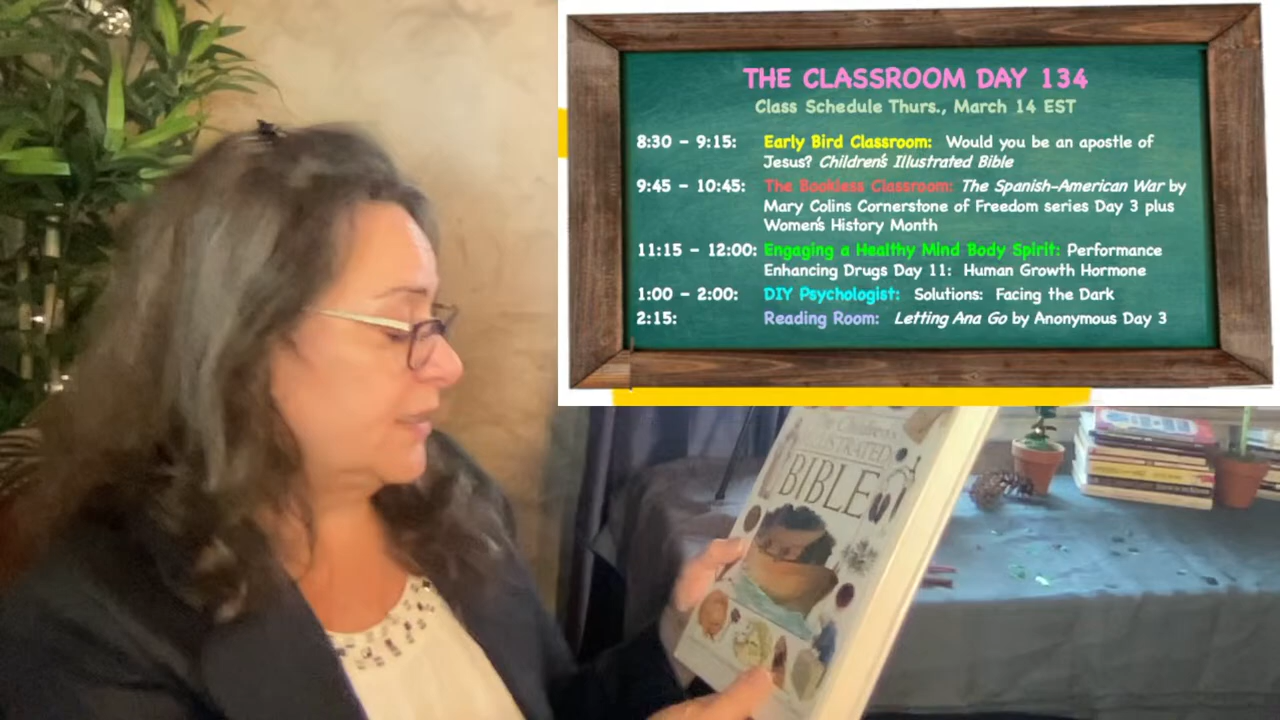 THE CLASSROOM DAY 134
Class Schedule Thurs., March 14 EST
8:30 - 9:15: Early Bird Classroom: Would you be an apostle of
Jesus? Children's Illustrated Bible
9:45 - 10:45: The Bookless Classroom: The Spanish-American War by
Mary Colins Cornerstone of Freedom series Day 3 plus
Women's History Month
11:15 - 12:00: Engaging a Healthy Mind Body Spirit: Performance
Enhancing Drugs Day 11: Human Growth Hormone
1:00 - 2:00: DIY Psychologist: Solutions: Facing the Dark
2:15: Reading Room: Letting Ana Go by Anonymous Day 3
Children's
ILLUSTRATED
BIBLE